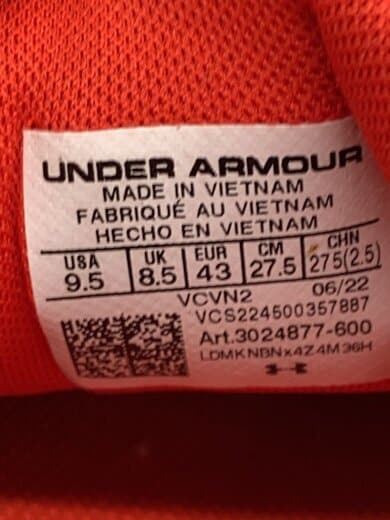 UNDER ARMOUR
MADE IN VIETNAM
FABRIQUÉ AU VIETNAM
HECHO EN VIETNAM
USA UK EUR CM CHN
9.5 8.5 43 27.5 275(2.5)
VCVN2 06/22
VCS224500357887
Art.3024877-600
LDMKNBNx4Z4M36H